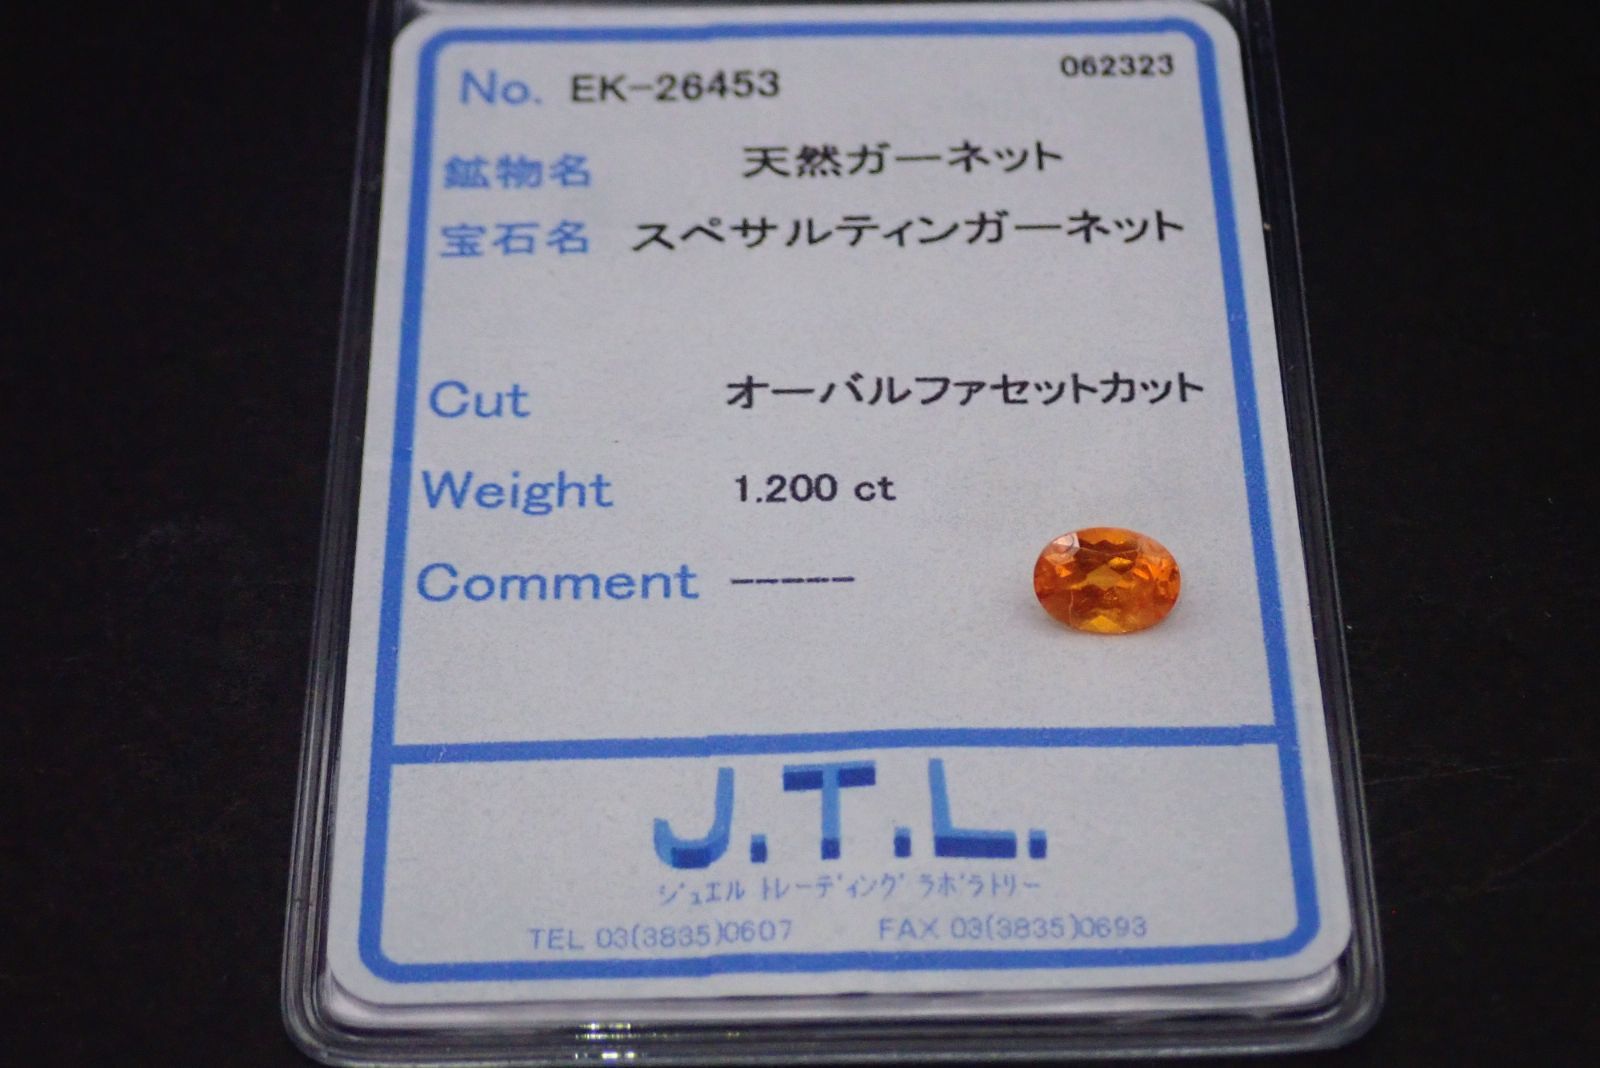 No. EK-26453 062323
鉱物名 天然ガーネット
宝石名 スペサルティンガーネット
Cut オーバルファセットカット
Weight 1.200 ct
Comment -----
J.T.L.
ジュエル トレーディング ラボラトリー
TEL 03(3835)0607 FAX 03(3835)0693